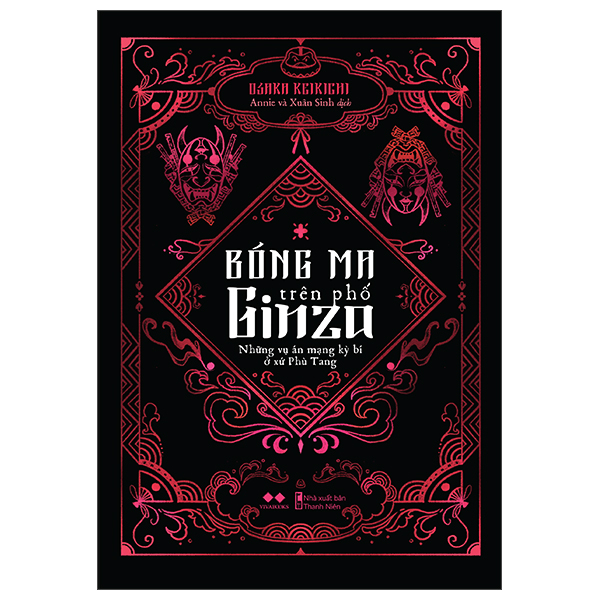 OSAKA KEIKICHI
Annie và Xuân Sinh dịch
BÓNG MA
trên phố
Ginza
Những vụ án mạng kỳ bí
ở xứ Phù Tang
VIVABOOKS
Nhà xuất bản
Thanh Niên